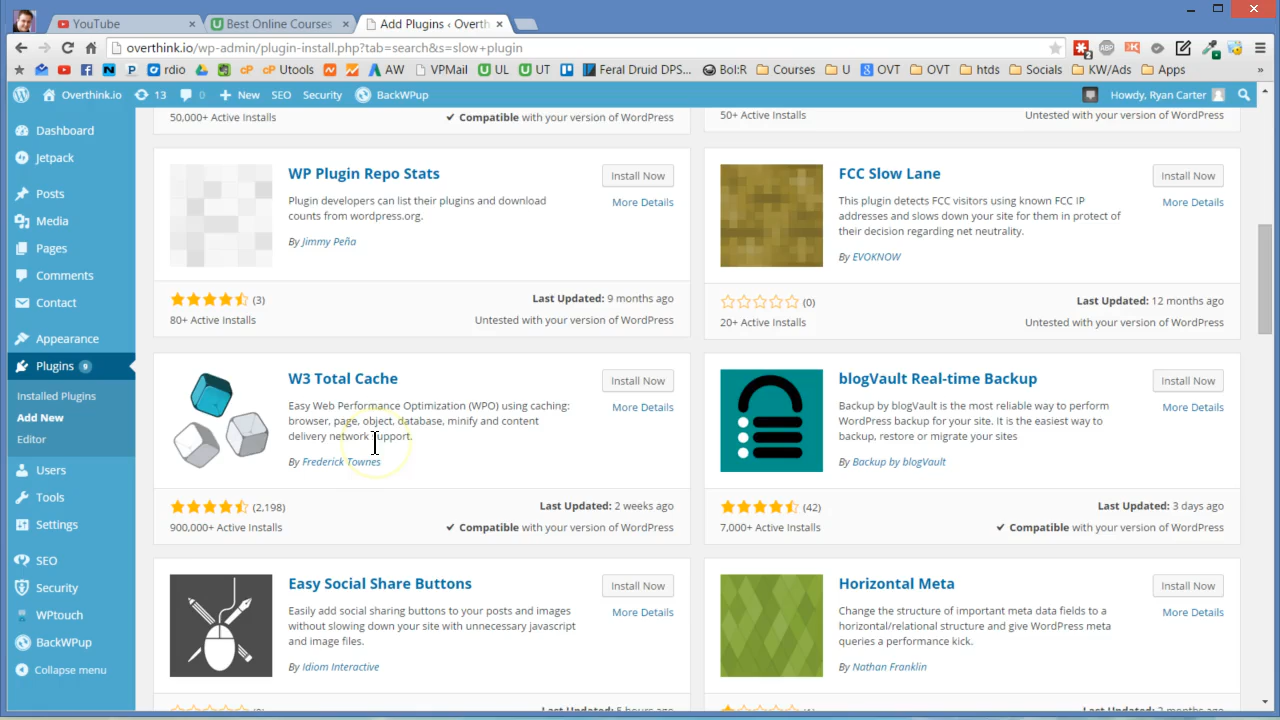 YouTube
Best Online Courses
Add Plugins ‹ Overth
overthink.io/wp-admin/plugin-install.php?tab=search&s=slow+plugin
rdio
Utools
AW
VPMail
UL
UT
Feral Druid DPS...
Bol:R
Courses
U
OVT
OVT
htds
Socials
KW/Ads
Apps
»
Overthink.io
13
0
New
SEO
Security
BackWPup
Howdy, Ryan Carter
Dashboard
Jetpack
Posts
Media
Pages
Comments
Contact
Appearance
Plugins 9
Installed Plugins
Add New
Editor
Users
Tools
Settings
SEO
Security
WPtouch
BackWPup
Collapse menu
50,000+ Active Installs
Compatible with your version of WordPress
50+ Active Installs
Untested with your version of WordPress
WP Plugin Repo Stats
Install Now
More Details
Plugin developers can list their plugins and download
counts from wordpress.org.
By Jimmy Peña
(3)
Last Updated: 9 months ago
80+ Active Installs
Untested with your version of WordPress
FCC Slow Lane
Install Now
More Details
This plugin detects FCC visitors using known FCC IP
addresses and slows down your site for them in protect of
their decision regarding net neutrality.
By EVOKNOW
(0)
Last Updated: 12 months ago
20+ Active Installs
Untested with your version of WordPress
W3 Total Cache
Install Now
More Details
Easy Web Performance Optimization (WPO) using caching:
browser, page, object, database, minify and content
delivery network support.
By Frederick Townes
(2,198)
Last Updated: 2 weeks ago
900,000+ Active Installs
Compatible with your version of WordPress
blogVault Real-time Backup
Install Now
More Details
Backup by blogVault is the most reliable way to perform
WordPress backup for your site. It is the easiest way to
backup, restore or migrate your sites
By Backup by blogVault
(42)
Last Updated: 3 days ago
7,000+ Active Installs
Compatible with your version of WordPress
Easy Social Share Buttons
Install Now
More Details
Easily add social sharing buttons to your posts and images
without slowing down your site with unnecessary javascript
and image files.
By Idiom Interactive
Last Updated: 5 hours ago
Horizontal Meta
Install Now
More Details
Change the structure of important meta data fields to a
horizontal/relational structure and give WordPress meta
queries a performance kick.
By Nathan Franklin
Last Updated: 2 months ago